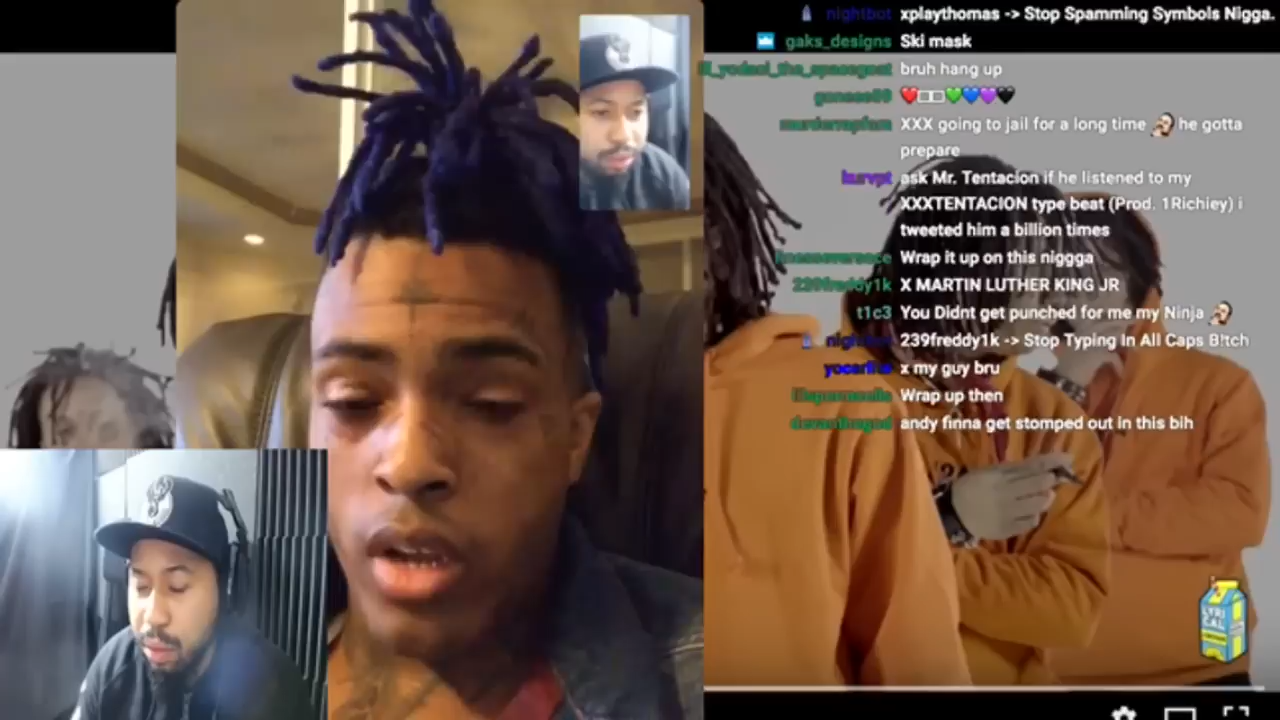 nightbot xplaythomas -> Stop Spamming Symbols Nigga.
gaks_designs Ski mask
bruh hang up
XXX going to jail for a long time he gotta
prepare
ask Mr. Tentacion if he listened to my
XXXTENTACION type beat (Prod. 1Richiey) i
tweeted him a billion times
Wrap it up on this niggga
239freddy1k X MARTIN LUTHER KING JR
t1c3 You Didnt get punched for me my Ninja
nightbot 239freddy1k -> Stop Typing In All Caps B!tch
x my guy bru
Wrap up then
andy finna get stomped out in this bih
LYRI
CAL